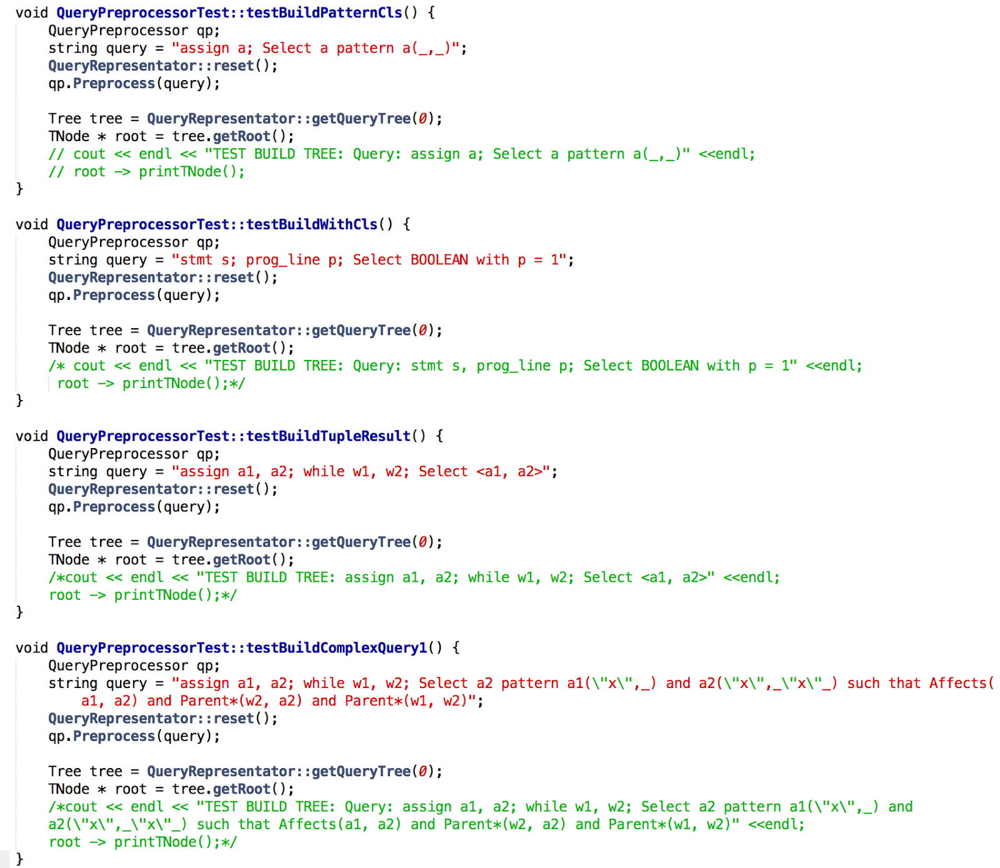 void QueryPreprocessorTest::testBuildPatternCls() {
    QueryPreprocessor qp;
    string query = "assign a; Select a pattern a(_,_)";
    QueryRepresentator::reset();
    qp.Preprocess(query);

    Tree tree = QueryRepresentator::getQueryTree(0);
    TNode * root = tree.getRoot();
    // cout << endl << "TEST BUILD TREE: Query: assign a; Select a pattern a(_,_)" <<endl;
    // root -> printTNode();
}

void QueryPreprocessorTest::testBuildWithCls() {
    QueryPreprocessor qp;
    string query = "stmt s; prog_line p; Select BOOLEAN with p = 1";
    QueryRepresentator::reset();
    qp.Preprocess(query);

    Tree tree = QueryRepresentator::getQueryTree(0);
    TNode * root = tree.getRoot();
    /* cout << endl << "TEST BUILD TREE: Query: stmt s, prog_line p; Select BOOLEAN with p = 1" <<endl;
     root -> printTNode();*/
}

void QueryPreprocessorTest::testBuildTupleResult() {
    QueryPreprocessor qp;
    string query = "assign a1, a2; while w1, w2; Select <a1, a2>";
    QueryRepresentator::reset();
    qp.Preprocess(query);

    Tree tree = QueryRepresentator::getQueryTree(0);
    TNode * root = tree.getRoot();
    /*cout << endl << "TEST BUILD TREE: assign a1, a2; while w1, w2; Select <a1, a2>" <<endl;
    root -> printTNode();*/
}

void QueryPreprocessorTest::testBuildComplexQuery1() {
    QueryPreprocessor qp;
    string query = "assign a1, a2; while w1, w2; Select a2 pattern a1(\"x\",_) and a2(\"x\",_\"x\"_) such that Affects(
        a1, a2) and Parent*(w2, a2) and Parent*(w1, w2)";
    QueryRepresentator::reset();
    qp.Preprocess(query);

    Tree tree = QueryRepresentator::getQueryTree(0);
    TNode * root = tree.getRoot();
    /*cout << endl << "TEST BUILD TREE: Query: assign a1, a2; while w1, w2; Select a2 pattern a1(\"x\",_) and
    a2(\"x\",_\"x\"_) such that Affects(a1, a2) and Parent*(w2, a2) and Parent*(w1, w2)" <<endl;
    root -> printTNode();*/
}